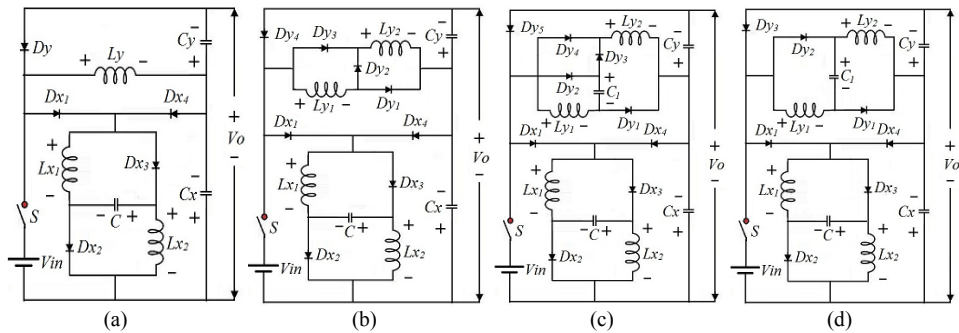 Dy
+ Ly −
− Cy +
Dx1
Dx4
+ Lx1 −
Dx3
− C +
+ Lx2 −
Dx2
− Cx +
+ Vo −
S
Vin
(a)
Dy4
Dy3
+ Ly2 −
Dy2
+ Ly1 −
Dy1
− Cy +
Dx1
Dx4
+ Lx1 −
Dx3
− C +
+ Lx2 −
Dx2
− Cx +
+ Vo −
S
Vin
(b)
Dy5
Dy4
+ Ly2 −
Dy3
Dy2
C1
+ Ly1 −
Dy1
− Cy +
Dx1
Dx4
+ Lx1 −
Dx3
− C +
+ Lx2 −
Dx2
− Cx +
+ Vo −
S
Vin
(c)
Dy3
Dy2
+ Ly2 −
+ C1 −
+ Ly1 −
Dy1
− Cy +
Dx1
Dx4
+ Lx1 −
Dx3
− C +
+ Lx2 −
Dx2
− Cx +
+ Vo −
S
Vin
(d)